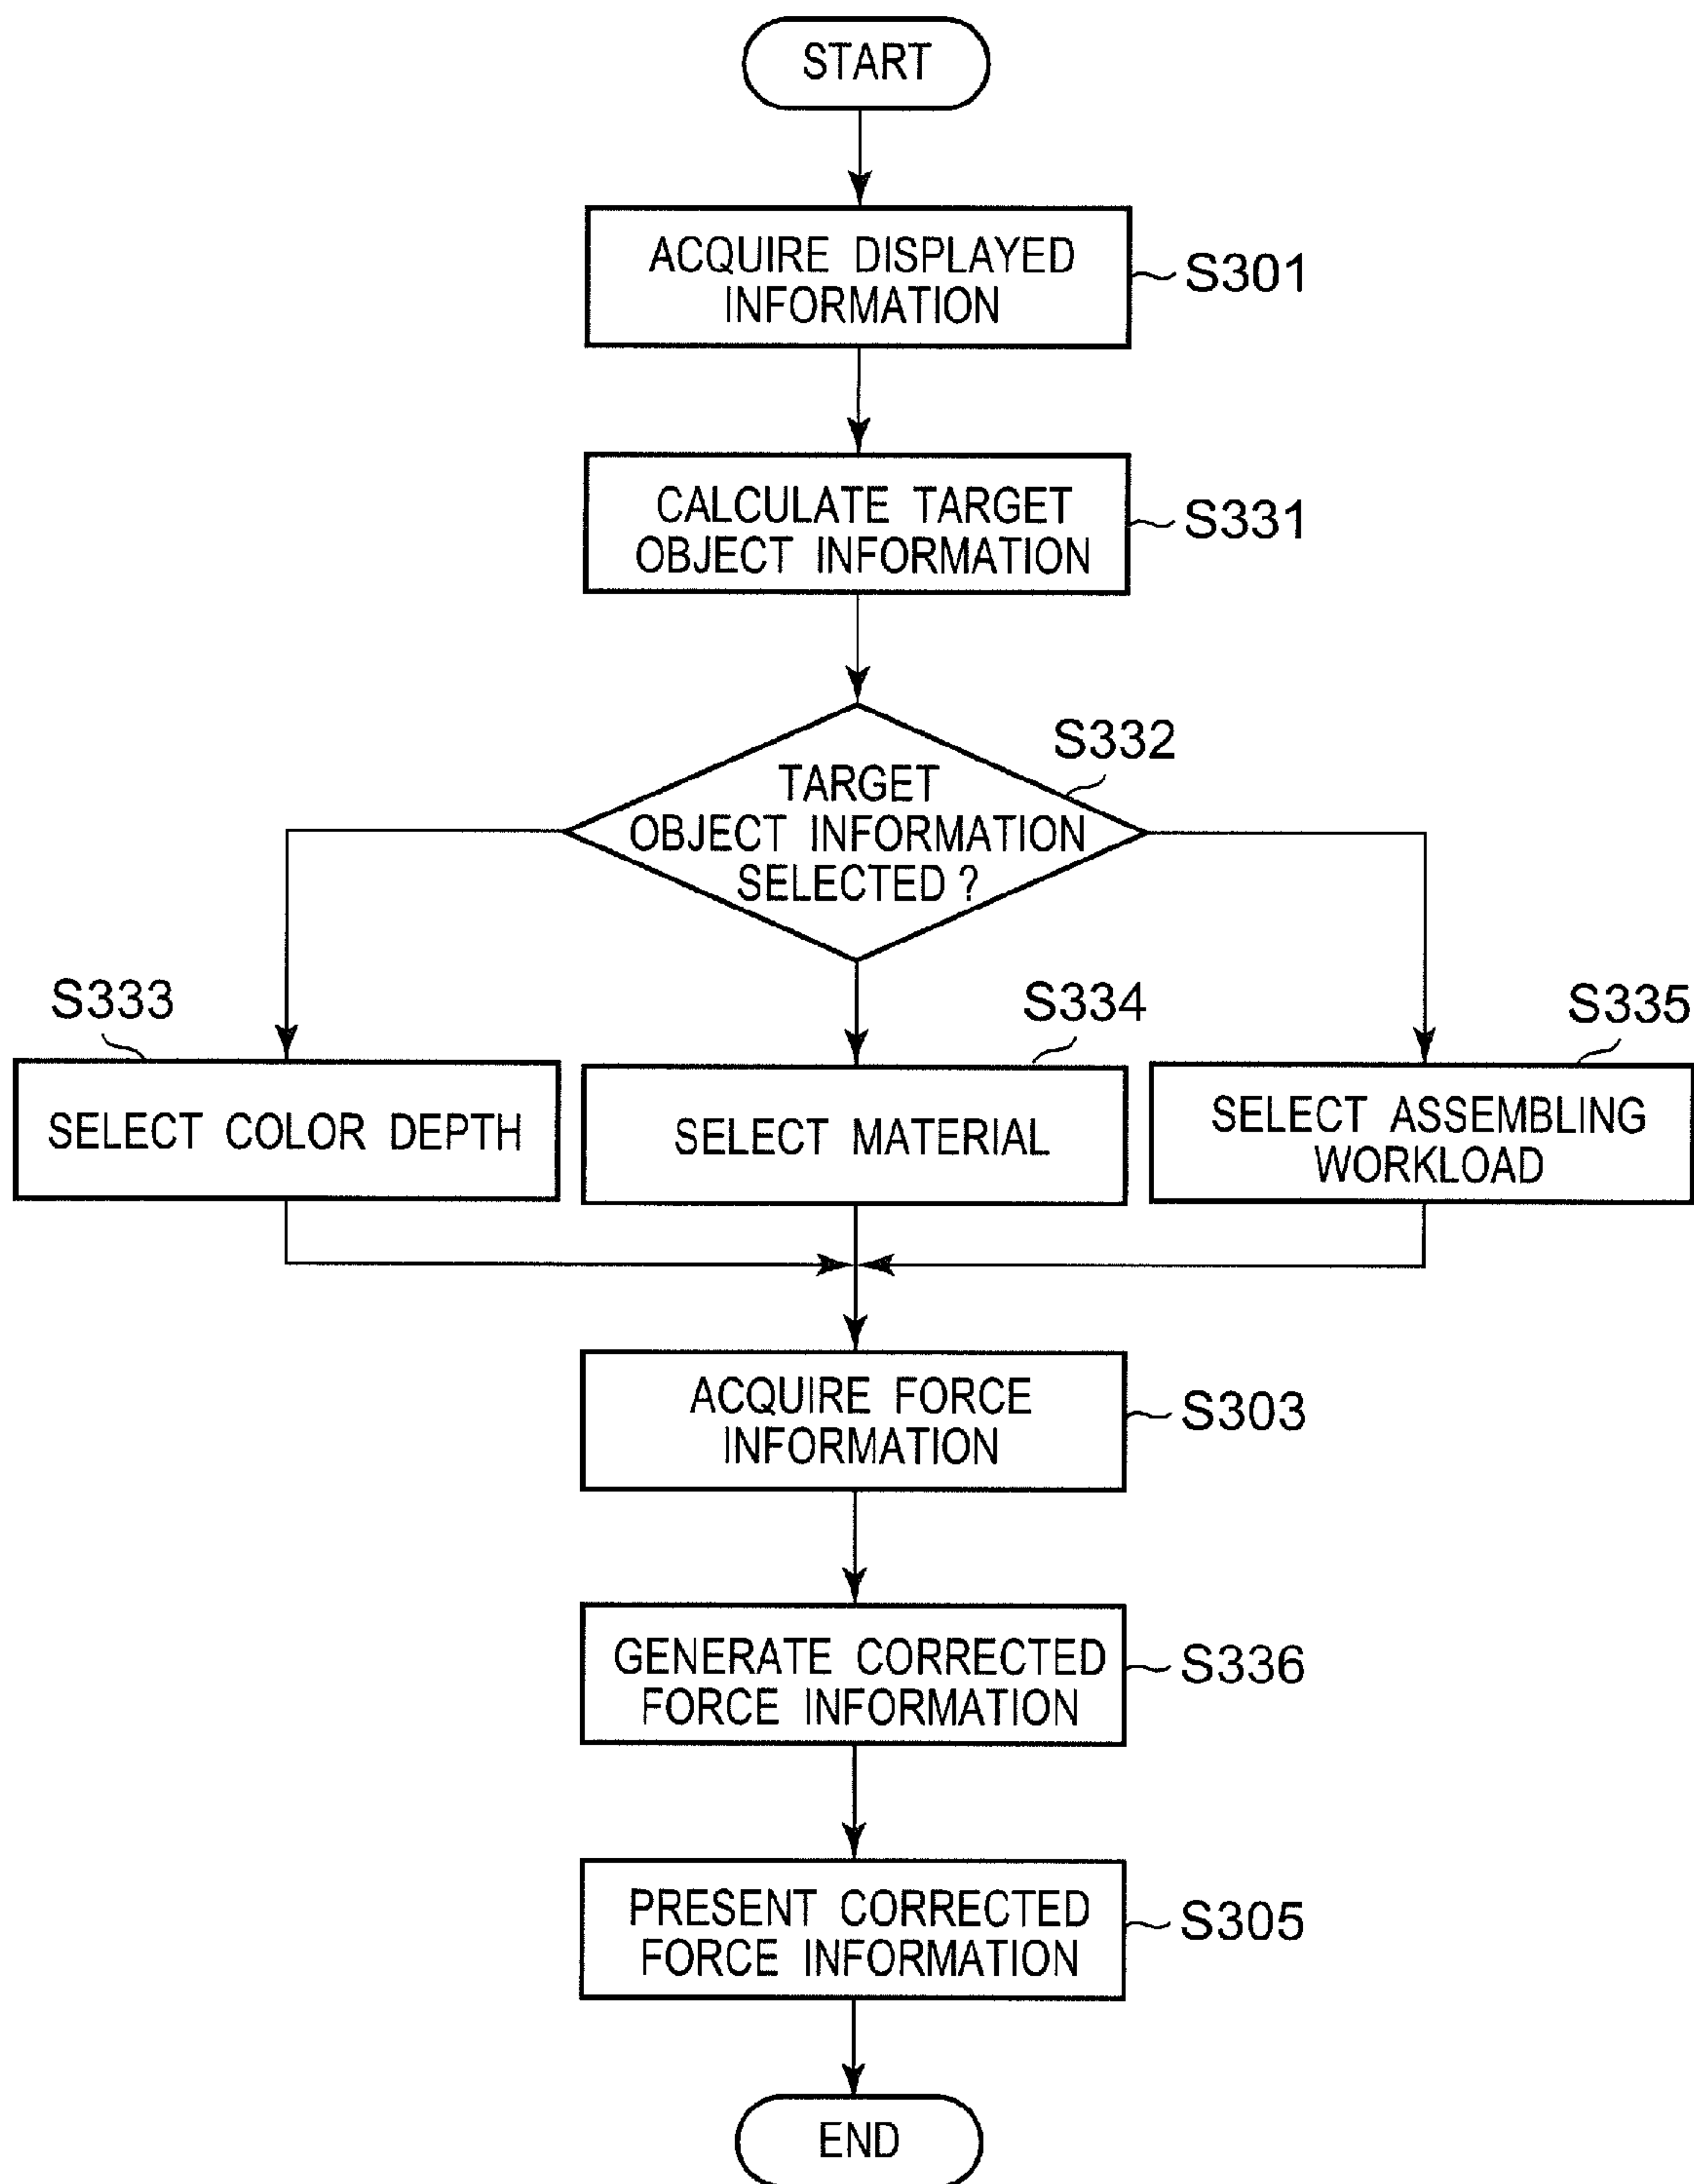 START
ACQUIRE DISPLAYED
INFORMATION
S301
CALCULATE TARGET
OBJECT INFORMATION
S331
S332
TARGET
OBJECT INFORMATION
SELECTED ?
S333
SELECT COLOR DEPTH
S334
SELECT MATERIAL
S335
SELECT ASSEMBLING
WORKLOAD
ACQUIRE FORCE
INFORMATION
S303
GENERATE CORRECTED
FORCE INFORMATION
S336
PRESENT CORRECTED
FORCE INFORMATION
S305
END